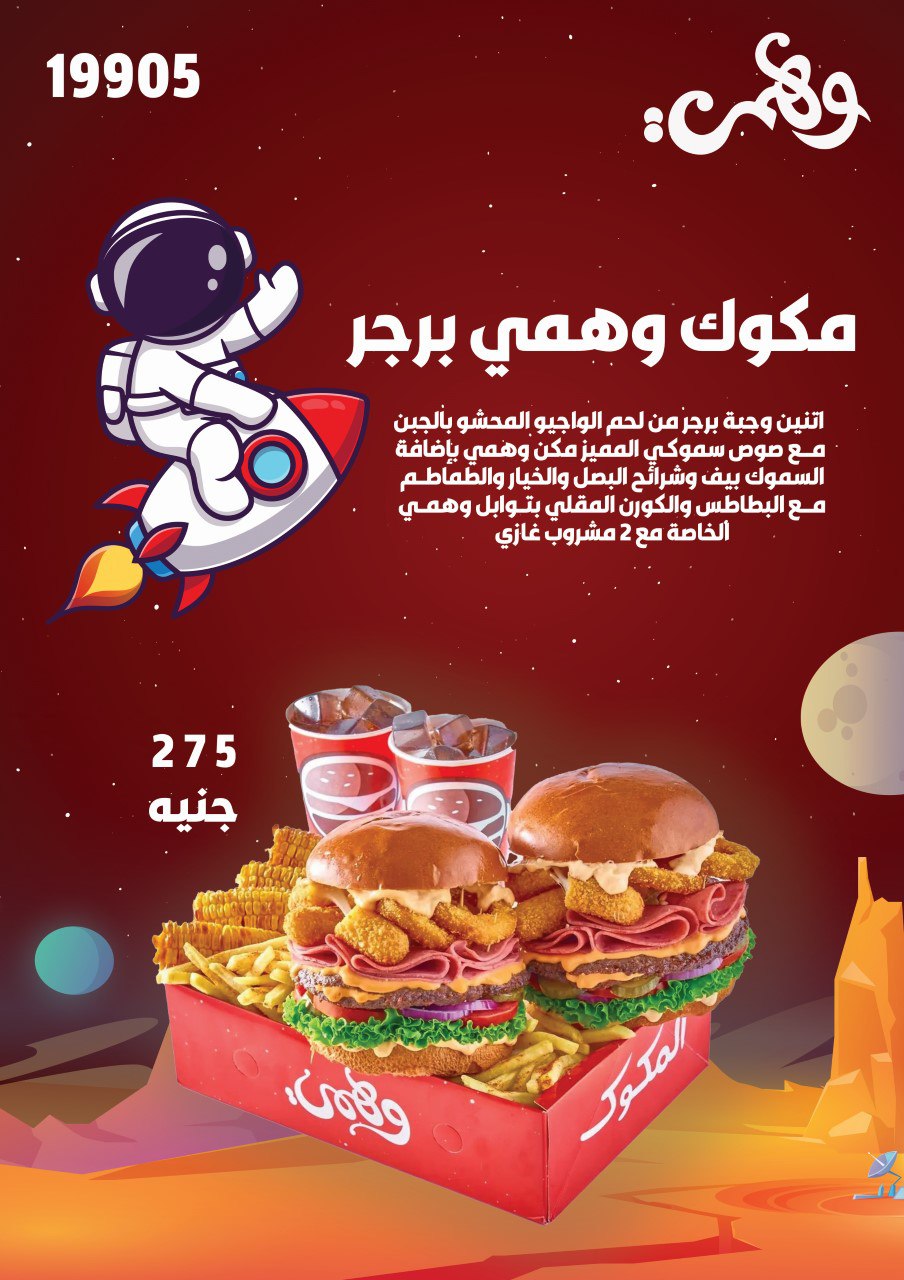 19905
وهمي
مكوك وهمي برجر
اتنين وجبة برجر من لحم الواجيو المحشو بالجبن
مع صوص سموكي المميز مكن وهمي بإضافة
السموك بيف وشرائح البصل والخيار والطماطم
مع البطاطس والكورن المقلي بتوابل وهمي
الخاصة مع 2 مشروب غازي
275
جنيه
وهمي
المكوك